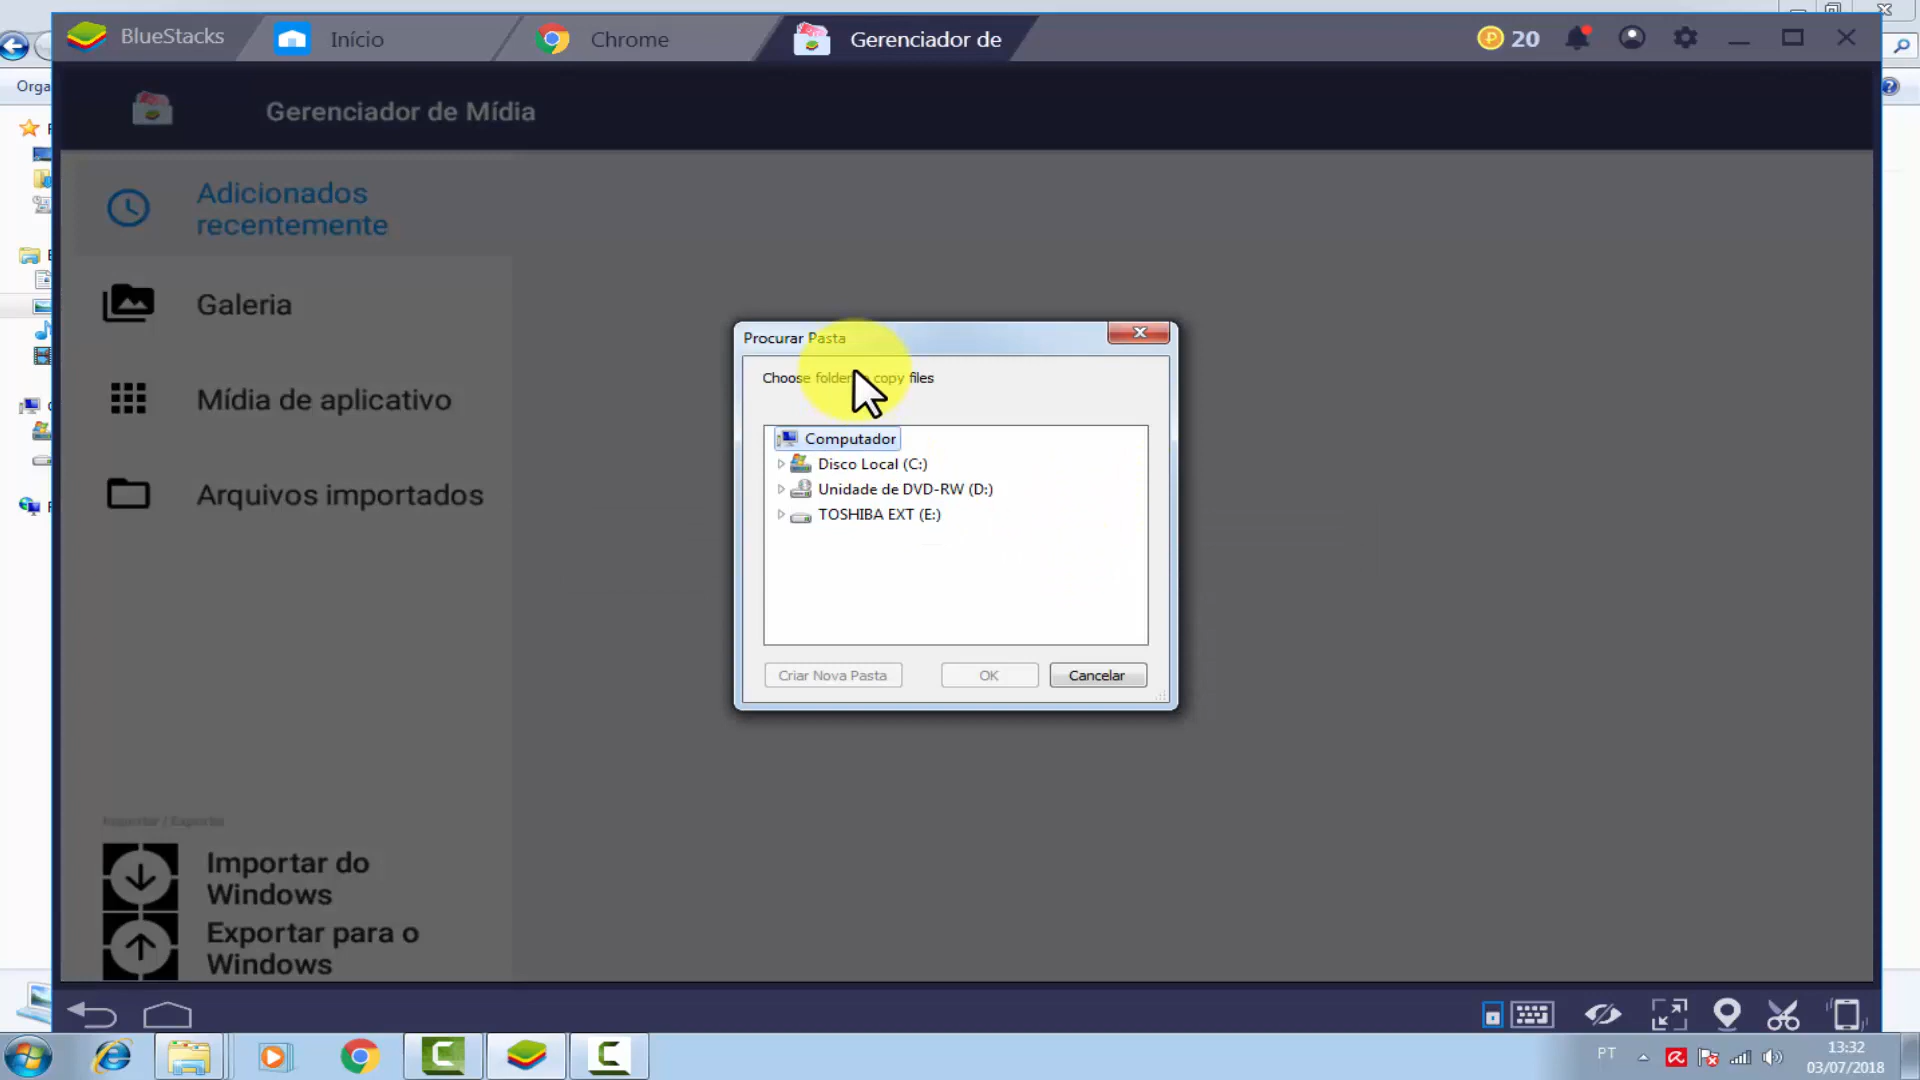 BlueStacks
Início
Chrome
Gerenciador de
20
Orga
Gerenciador de Mídia
Adicionados
recentemente
Galeria
Mídia de aplicativo
Arquivos importados
Importar / Exportar
Importar do
Windows
Exportar para o
Windows
Procurar Pasta
Choose folder copy files
Computador
Disco Local (C:)
Unidade de DVD-RW (D:)
TOSHIBA EXT (E:)
Criar Nova Pasta
OK
Cancelar
PT
13:32
03/07/2018